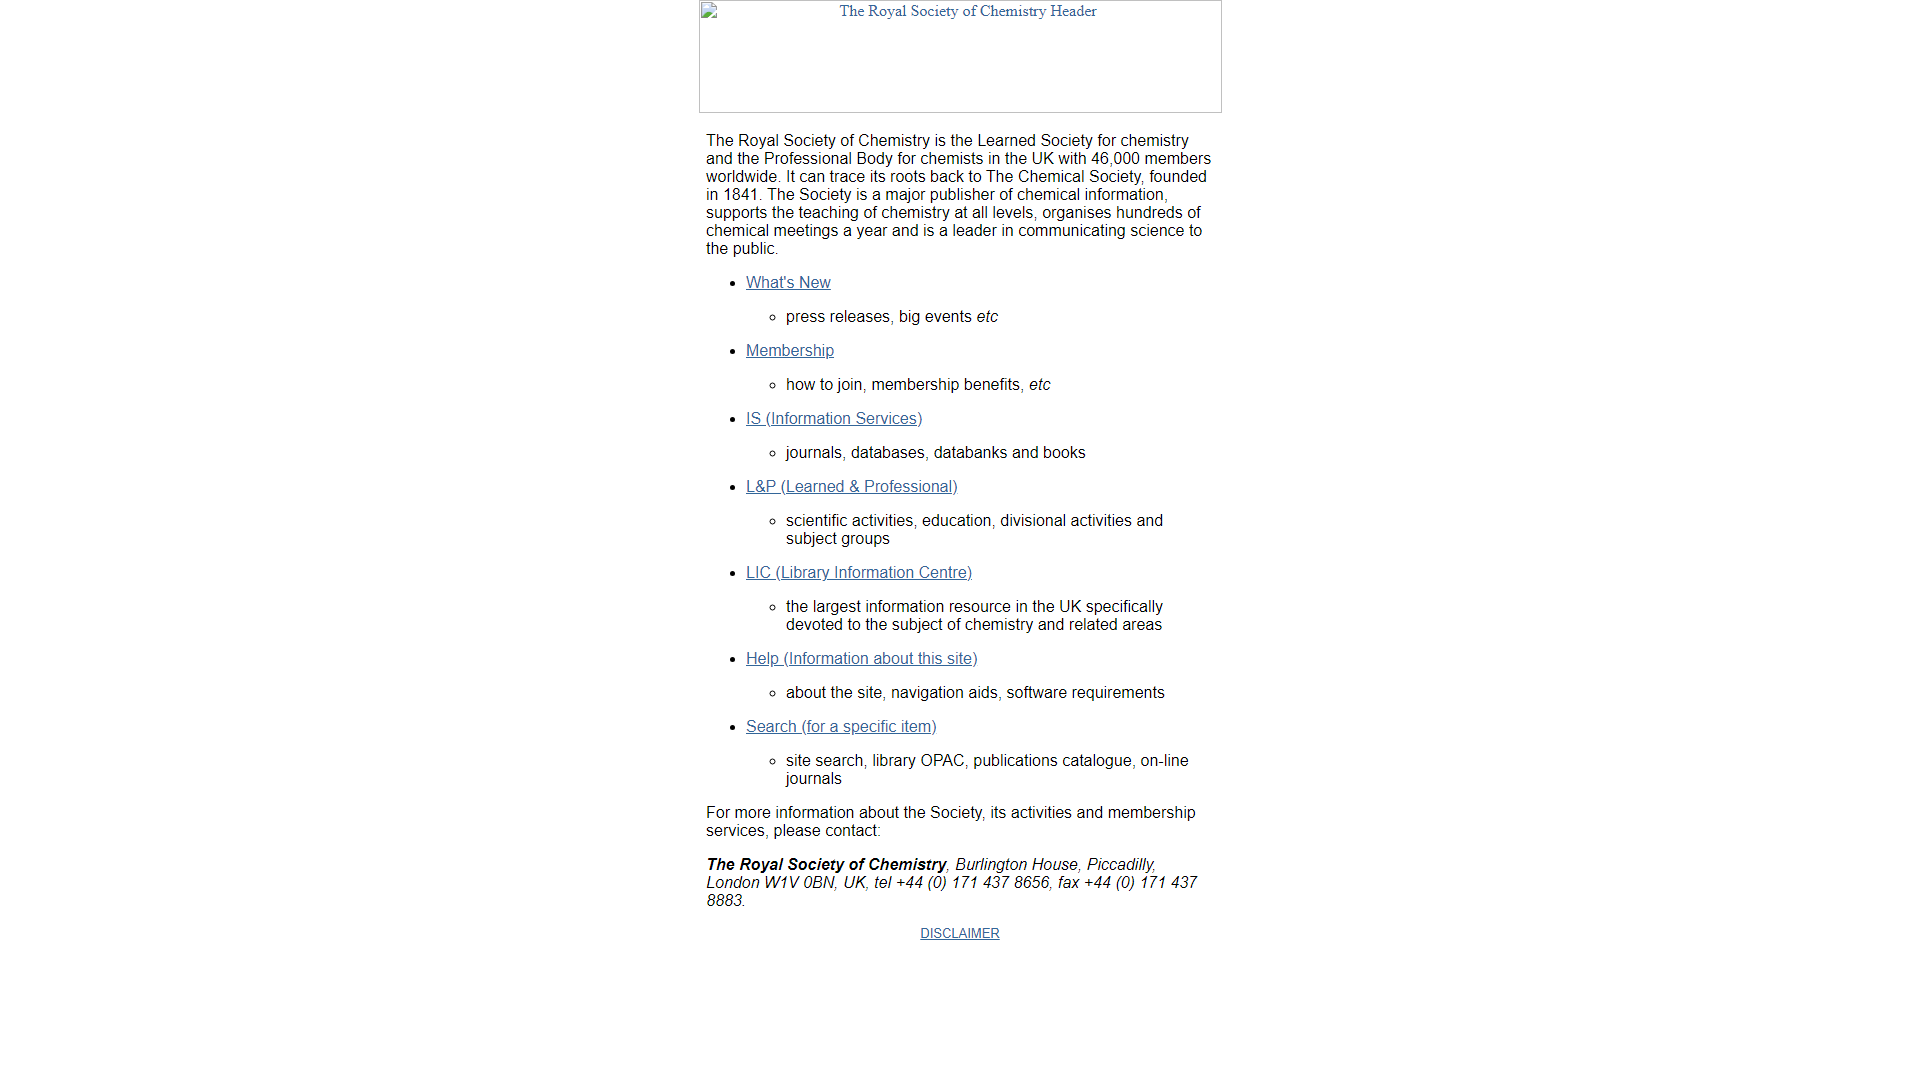 The Royal Society of Chemistry Header
The Royal Society of Chemistry is the Learned Society for chemistry
and the Professional Body for chemists in the UK with 46,000 members
worldwide. It can trace its roots back to The Chemical Society, founded
in 1841. The Society is a major publisher of chemical information,
supports the teaching of chemistry at all levels, organises hundreds of
chemical meetings a year and is a leader in communicating science to
the public.
What's New
press releases, big events etc
Membership
how to join, membership benefits, etc
IS (Information Services)
journals, databases, databanks and books
L&P (Learned & Professional)
scientific activities, education, divisional activities and
subject groups
LIC (Library Information Centre)
the largest information resource in the UK specifically
devoted to the subject of chemistry and related areas
Help (Information about this site)
about the site, navigation aids, software requirements
Search (for a specific item)
site search, library OPAC, publications catalogue, on-line
journals
For more information about the Society, its activities and membership
services, please contact:
The Royal Society of Chemistry, Burlington House, Piccadilly,
London W1V 0BN, UK, tel +44 (0) 171 437 8656, fax +44 (0) 171 437
8883.
DISCLAIMER